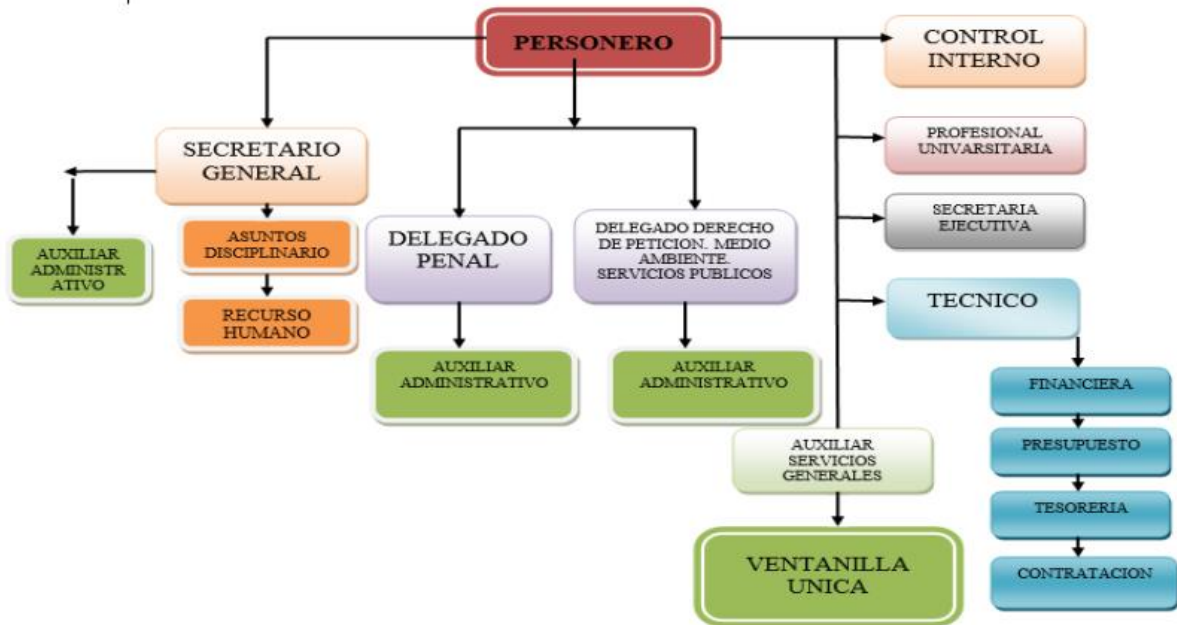 PERSONERO
CONTROL
INTERNO
SECRETARIO
GENERAL
PROFESIONAL
UNIVARSITARIA
SECRETARIA
EJECUTIVA
AUXILIAR
ADMINISTR
ATIVO
ASUNTOS
DISCIPLINARIO
RECURSO
HUMANO
DELEGADO
PENAL
DELEGADO DERECHO
DE PETICION. MEDIO
AMBIENTE.
SERVICIOS PUBLICOS
TECNICO
AUXILIAR
ADMINISTRATIVO
AUXILIAR
ADMINISTRATIVO
FINANCIERA
PRESUPUESTO
TESORERIA
CONTRATACION
AUXILIAR
SERVICIOS
GENERALES
VENTANILLA
UNICA